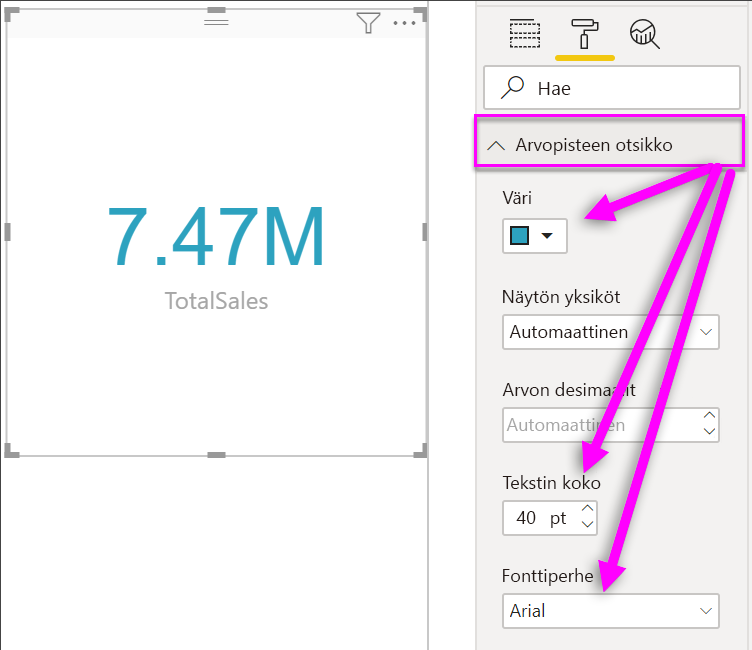 7.47M
TotalSales
Hae
Arvopisteen otsikko
Väri
Näytön yksiköt
Automaattinen
Arvon desimaalit
Automaattinen
Tekstin koko
40 pt
Fonttiperhe
Arial